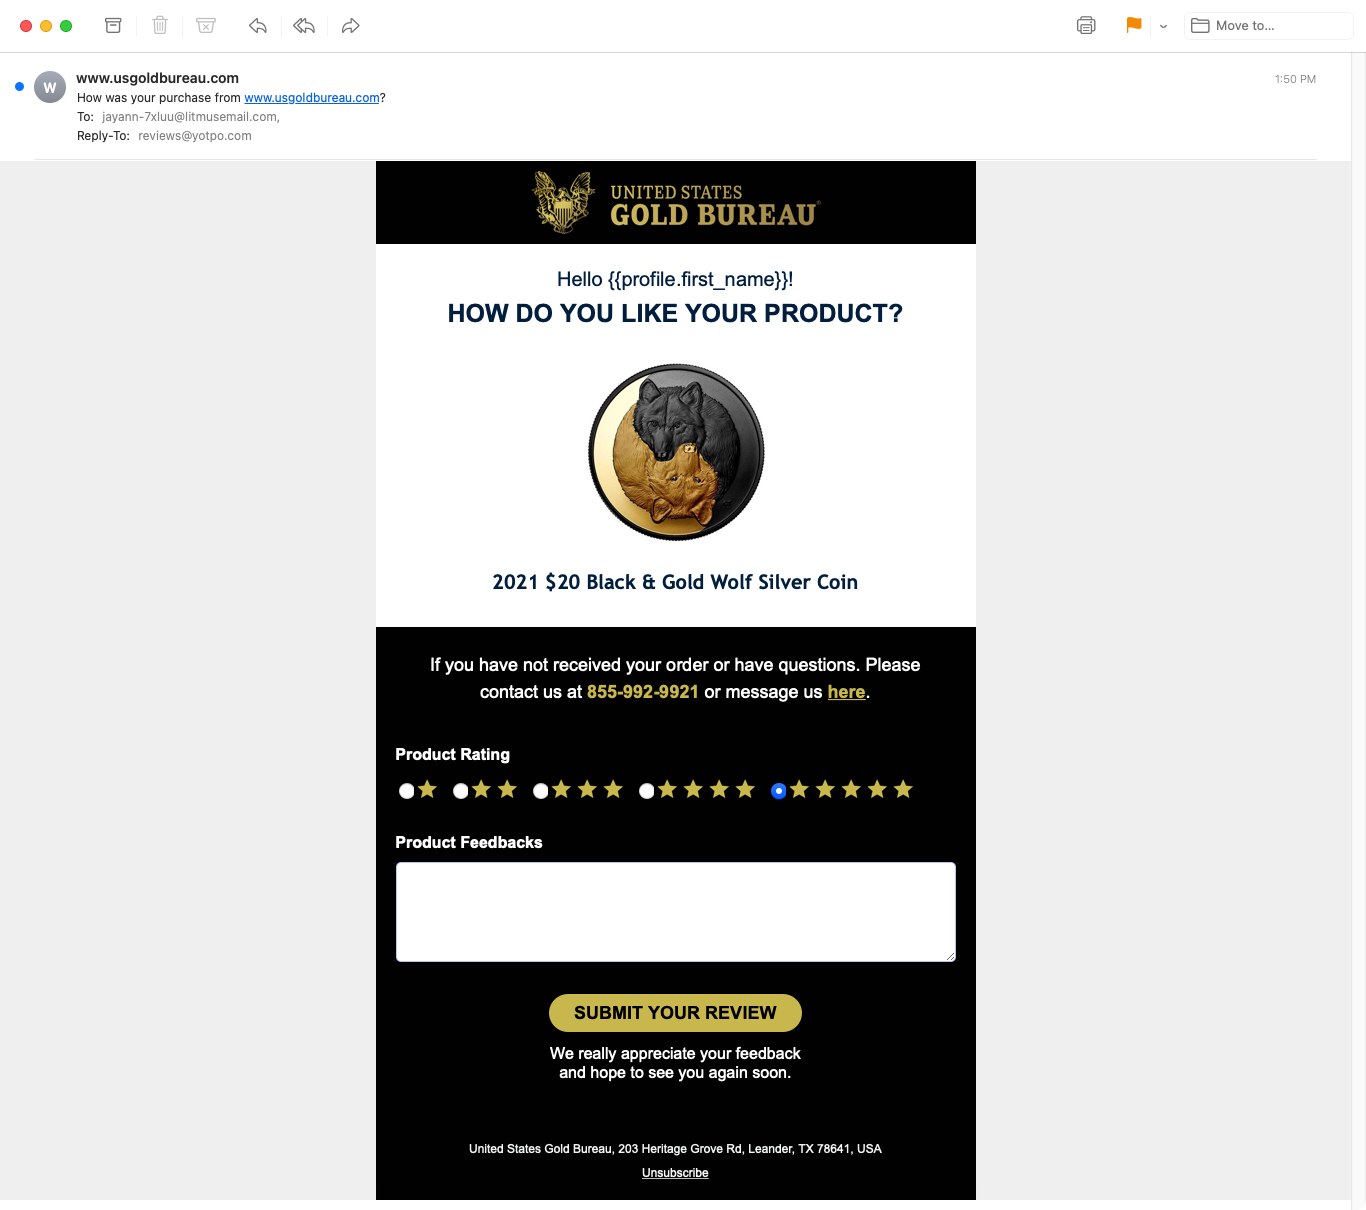 Move to...
www.usgoldbureau.com
1:50 PM
W
How was your purchase from www.usgoldbureau.com?
To: jayann-7xluu@litmusemail.com,
Reply-To: reviews@yotpo.com
UNITED STATES
GOLD BUREAU®
Hello {{profile.first_name}}!
HOW DO YOU LIKE YOUR PRODUCT?
2021 $20 Black & Gold Wolf Silver Coin
If you have not received your order or have questions. Please
contact us at 855-992-9921 or message us here.
Product Rating
Product Feedbacks
SUBMIT YOUR REVIEW
We really appreciate your feedback
and hope to see you again soon.
United States Gold Bureau, 203 Heritage Grove Rd, Leander, TX 78641, USA
Unsubscribe